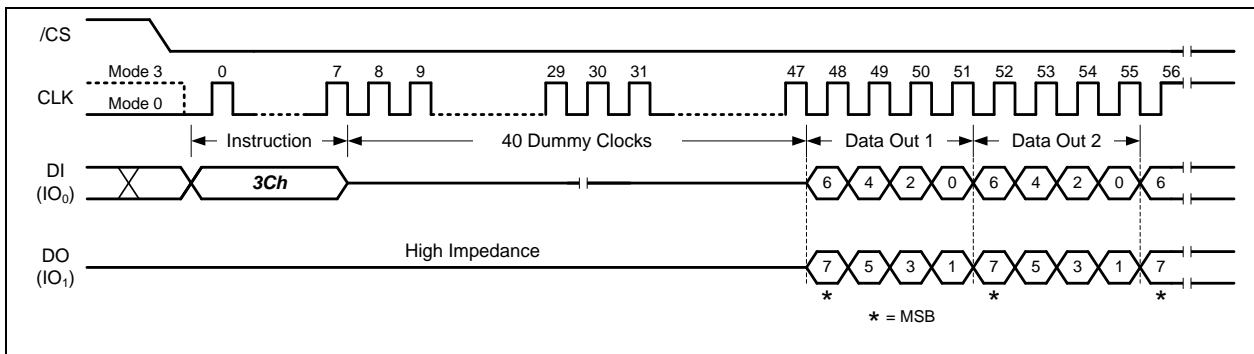 /CS
Mode 3 0 7 8 9 29 30 31 47 48 49 50 51 52 53 54 55 56
CLK Mode 0
Instruction 40 Dummy Clocks Data Out 1 Data Out 2
DI
(IO0) 3Ch 6 4 2 0 6 4 2 0 6
High Impedance
DO
(IO1) 7 5 3 1 7 5 3 1 7
* * *
* = MSB